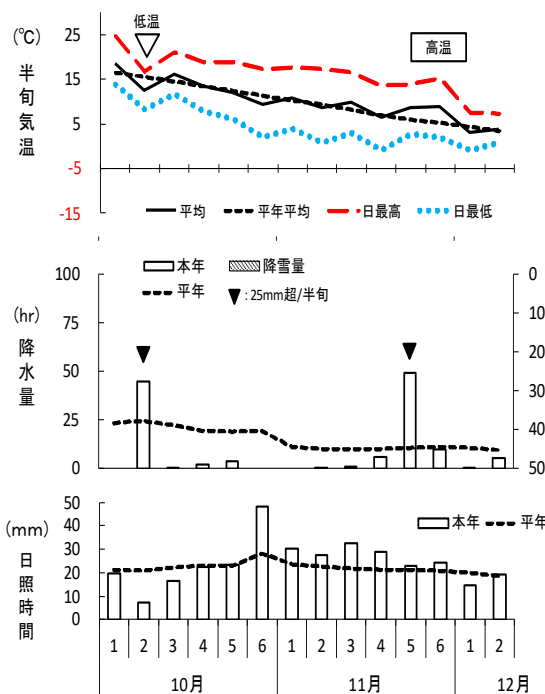 (℃)
半旬気温
25
15
5
-5
-15
低温
高温
平均 平年平均 日最高 日最低
(hr)
降水量
100
75
50
25
0
本年 降雪量
平年 ▼:25mm超/半旬
0
10
20
30
40
50
(mm)
日照時間
50
40
30
20
10
0
本年 平年
1 2 3 4 5 6 1 2 3 4 5 6 1 2
10月 11月 12月